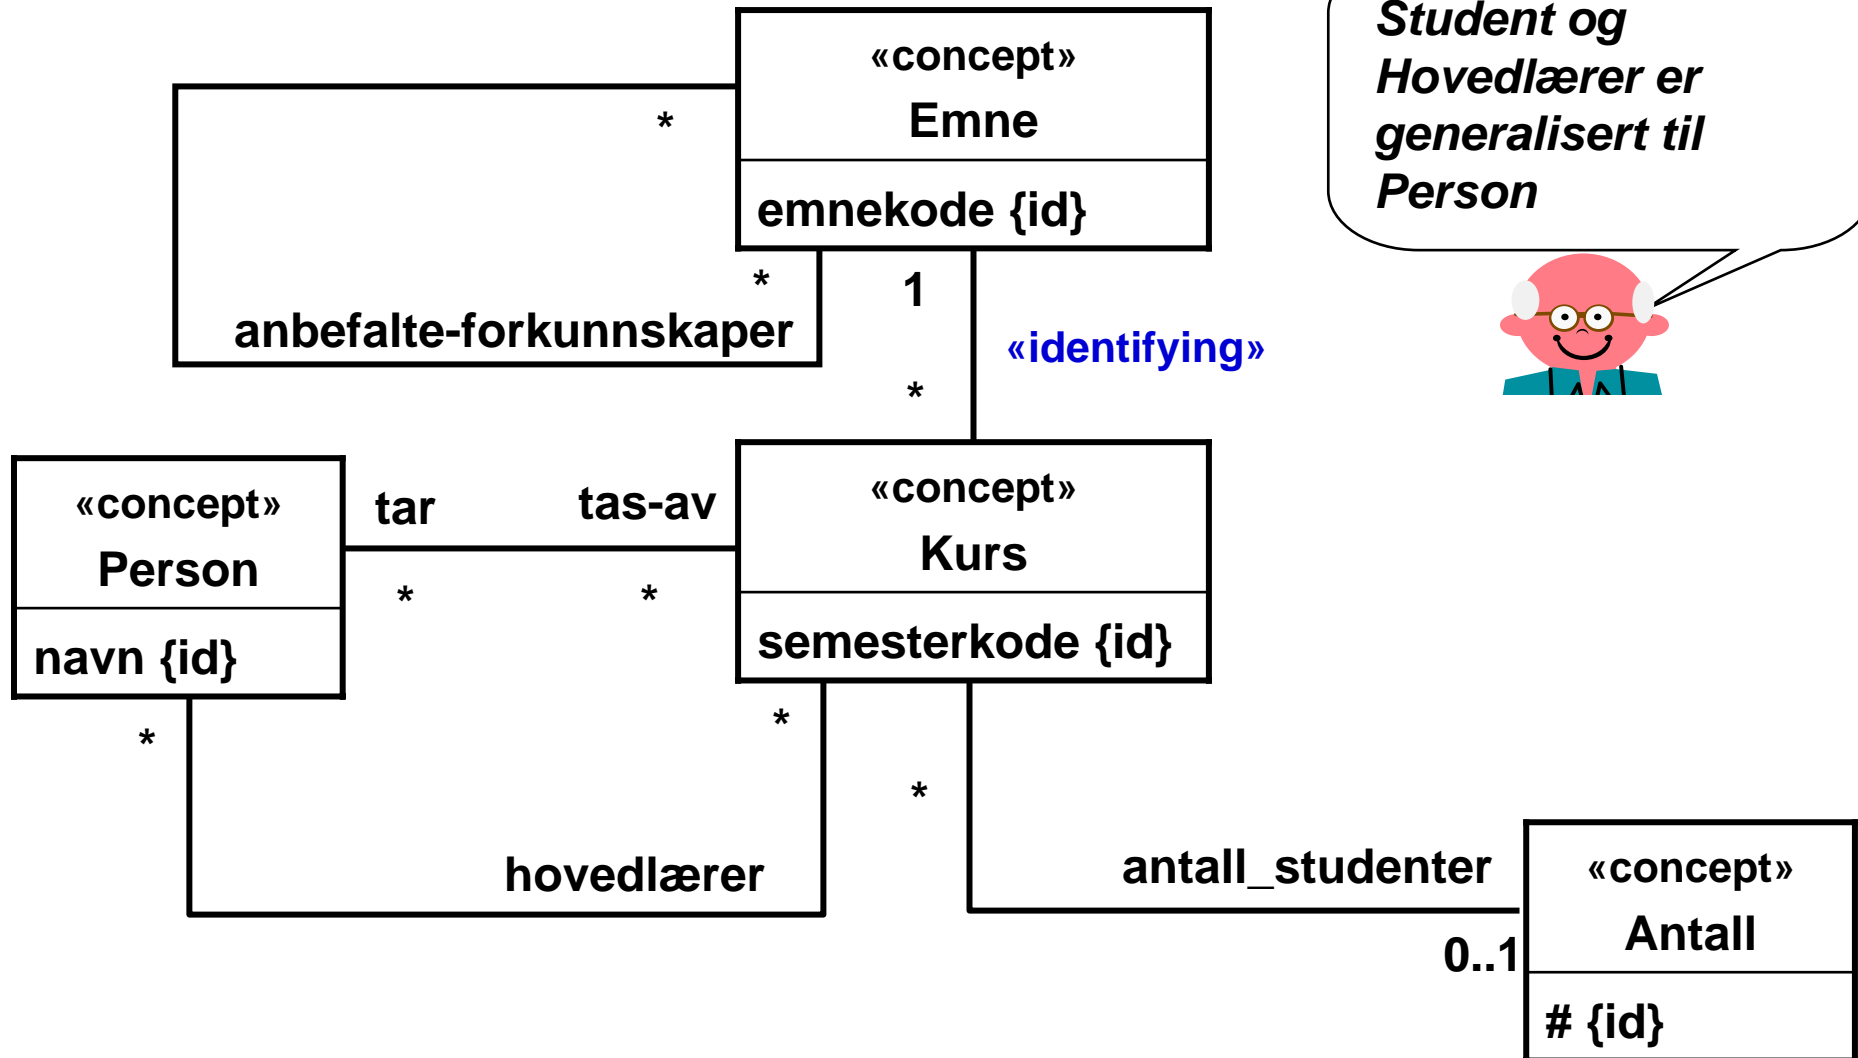 Student og
Hovedlærer er
generalisert til
Person
«concept»
Emne
emnekode {id}
*
*
anbefalte-forkunnskaper
1
«identifying»
*
«concept»
Person
navn {id}
tar
tas-av
*
*
«concept»
Kurs
semesterkode {id}
*
*
hovedlærer
*
antall_studenter
0..1
«concept»
Antall
# {id}